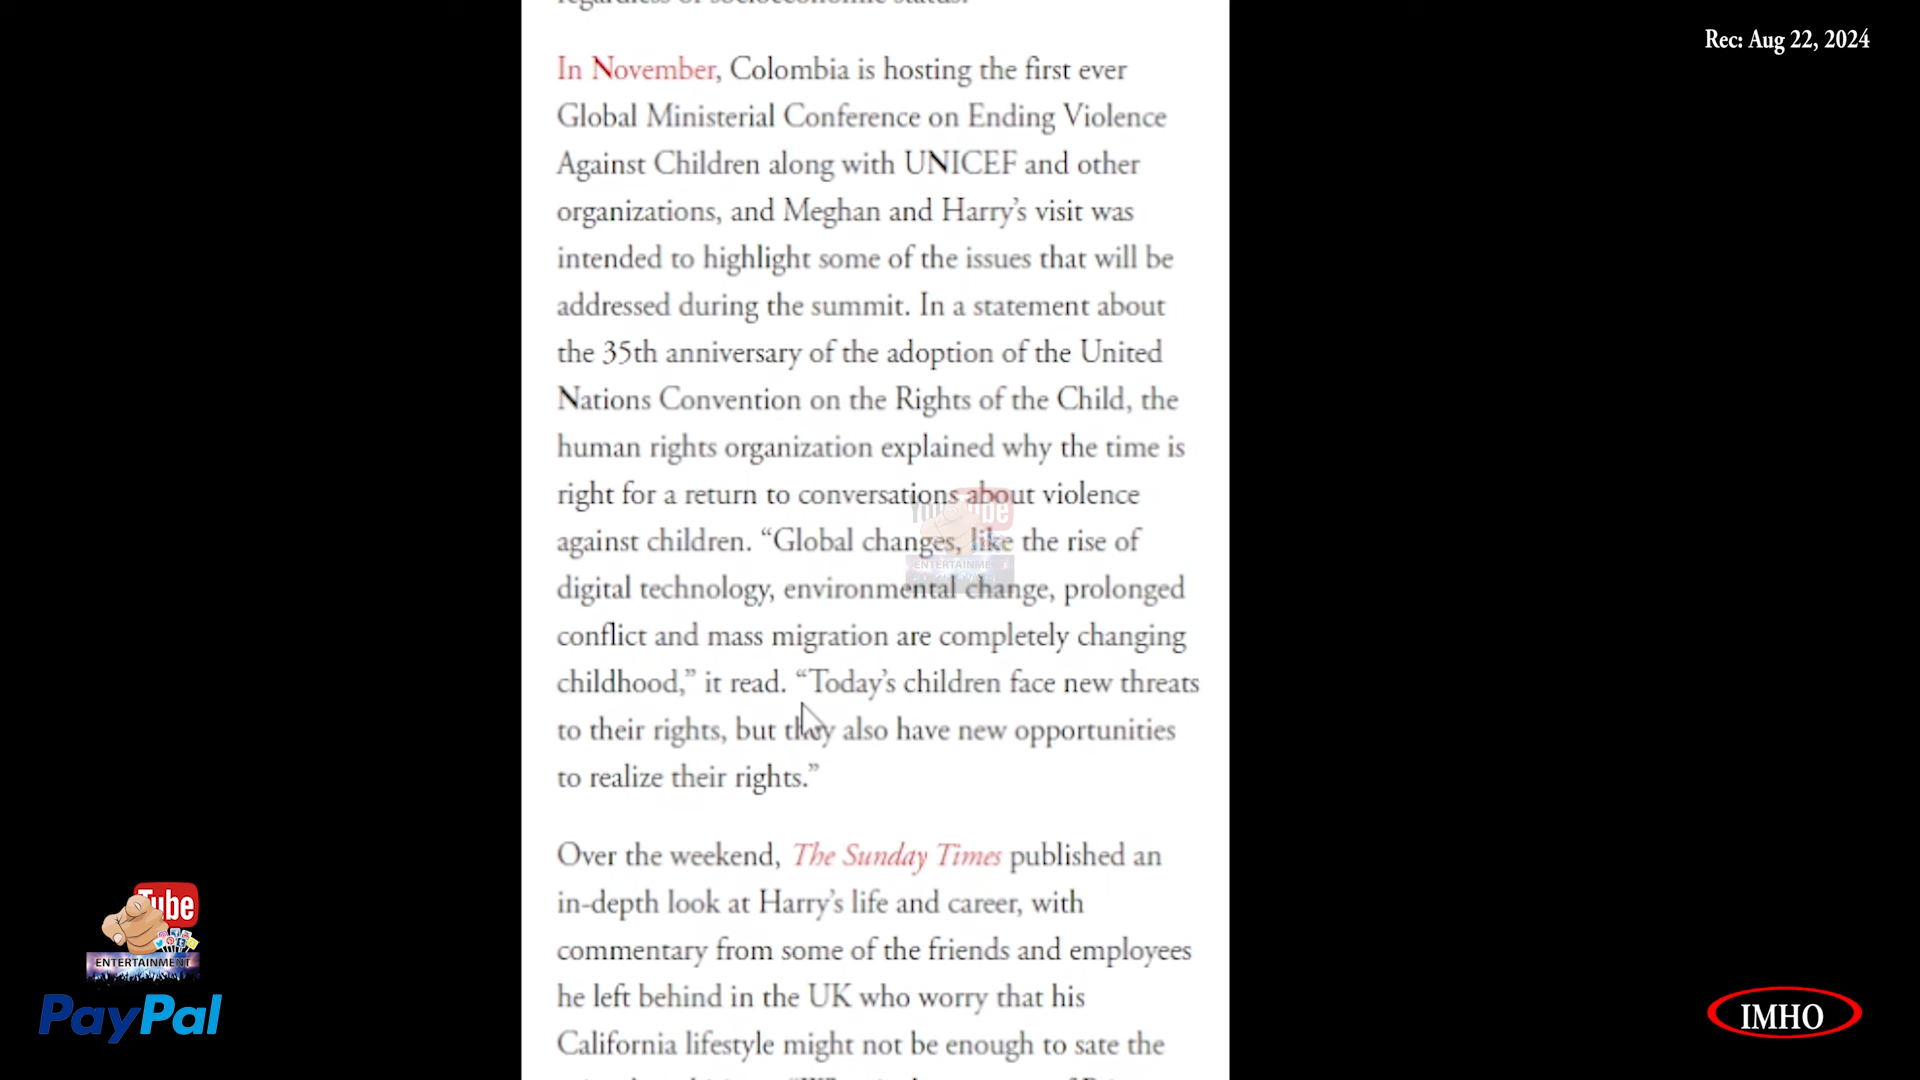 regardless of socioeconomic status.
Rec: Aug 22, 2024
In November, Colombia is hosting the first ever
Global Ministerial Conference on Ending Violence
Against Children along with UNICEF and other
organizations, and Meghan and Harry’s visit was
intended to highlight some of the issues that will be
addressed during the summit. In a statement about
the 35th anniversary of the adoption of the United
Nations Convention on the Rights of the Child, the
human rights organization explained why the time is
right for a return to conversations about violence
against children. “Global changes, like the rise of
digital technology, environmental change, prolonged
conflict and mass migration are completely changing
childhood,” it read. “Today’s children face new threats
to their rights, but they also have new opportunities
to realize their rights.”
Over the weekend, The Sunday Times published an
in-depth look at Harry’s life and career, with
commentary from some of the friends and employees
he left behind in the UK who worry that his
California lifestyle might not be enough to sate the
Tube
ENTERTAINMENT
PayPal
IMHO